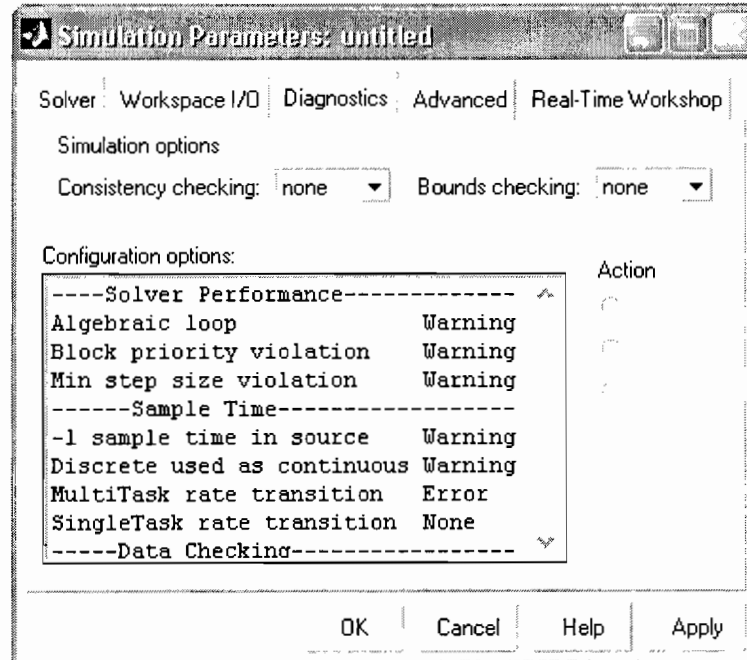 Simulation Parameters: untitled
Solver Workspace I/O Diagnostics Advanced Real-Time Workshop
Simulation options
Consistency checking: none Bounds checking: none
Configuration options:
Action
----Solver Performance-------------
Algebraic loop Warning
Block priority violation Warning
Min step size violation Warning
------Sample Time------------------
-1 sample time in source Warning
Discrete used as continuous Warning
MultiTask rate transition Error
SingleTask rate transition None
-----Data Checking-----------------
OK Cancel Help Apply